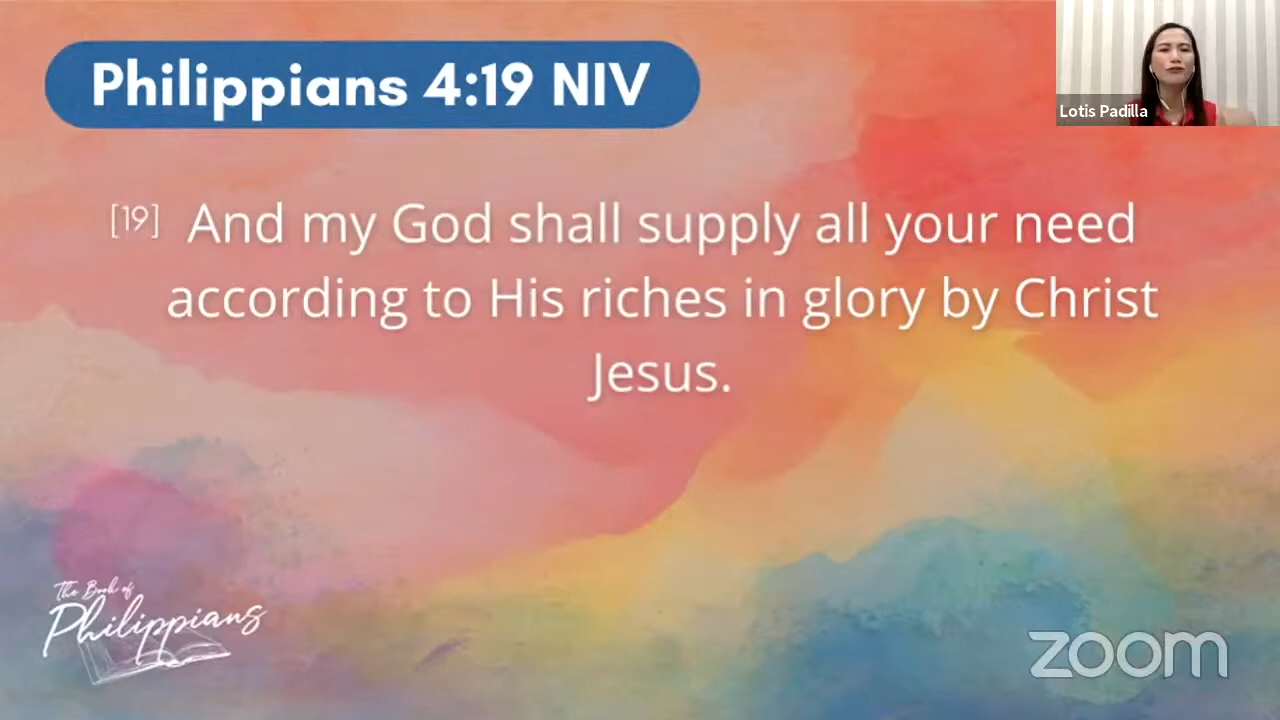 Philippians 4:19 NIV
Lotis Padilla
[19] And my God shall supply all your need
according to His riches in glory by Christ
Jesus.
The Book of
Philippians
zoom